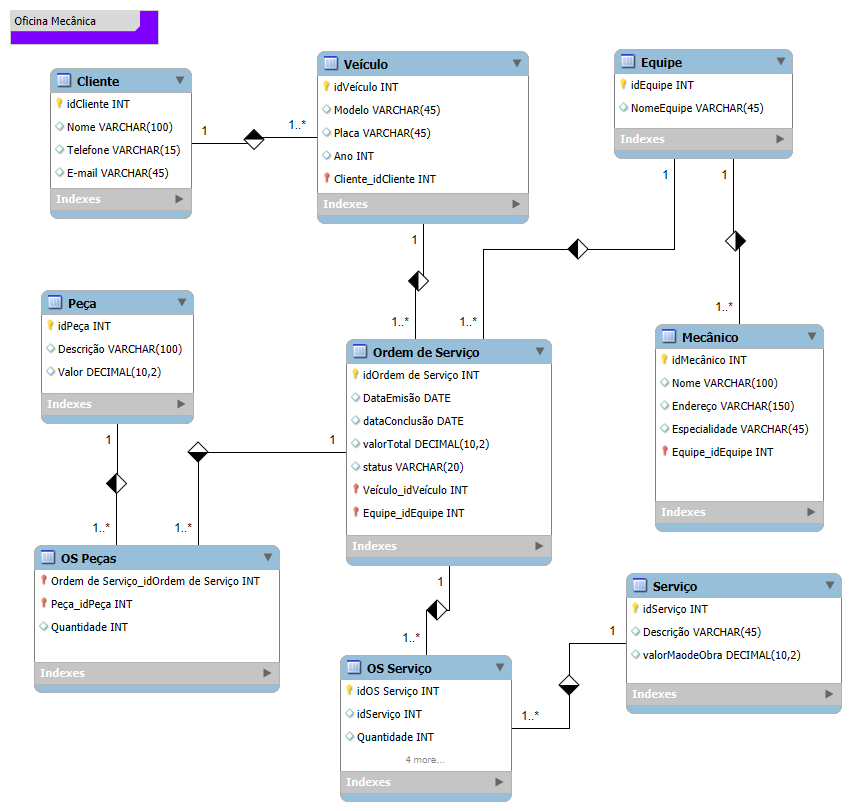 Oficina Mecânica
Cliente
idCliente INT
Nome VARCHAR(100)
Telefone VARCHAR(15)
E-mail VARCHAR(45)
Indexes
1
1..*
Veículo
idVeículo INT
Modelo VARCHAR(45)
Placa VARCHAR(45)
Ano INT
Cliente_idCliente INT
Indexes
Equipe
idEquipe INT
NomeEquipe VARCHAR(45)
Indexes
1
1
1
1..*
1..*
1..*
Peça
idPeça INT
Descrição VARCHAR(100)
Valor DECIMAL(10,2)
Indexes
Ordem de Serviço
idOrdem de Serviço INT
DataEmisão DATE
dataConclusão DATE
valorTotal DECIMAL(10,2)
status VARCHAR(20)
Veículo_idVeículo INT
Equipe_idEquipe INT
Indexes
Mecânico
idMecânico INT
Nome VARCHAR(100)
Endereço VARCHAR(150)
Especialidade VARCHAR(45)
Equipe_idEquipe INT
Indexes
1
1
1..*
1..*
OS Peças
Ordem de Serviço_idOrdem de Serviço INT
Peça_idPeça INT
Quantidade INT
Indexes
1
1..*
OS Serviço
idOS Serviço INT
idServiço INT
Quantidade INT
4 more...
Indexes
1
1..*
Serviço
idServiço INT
Descrição VARCHAR(45)
valorMaodeObra DECIMAL(10,2)
Indexes